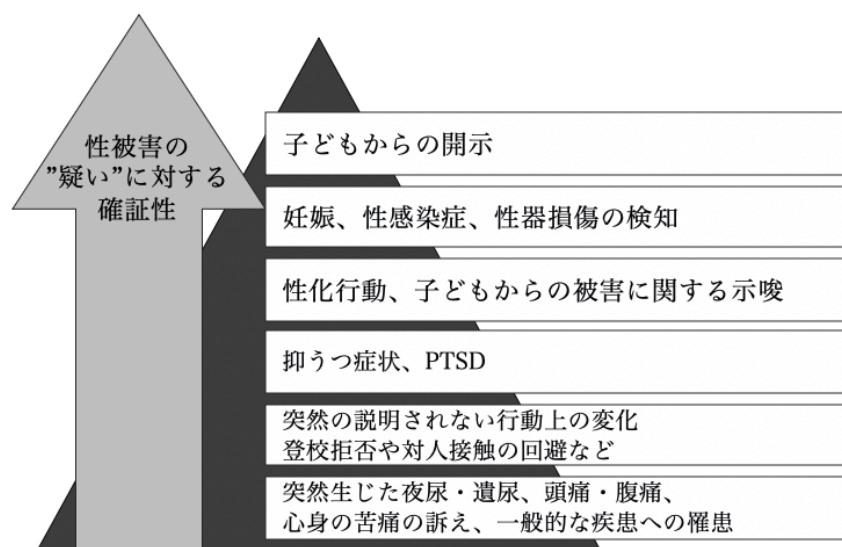 性被害の
”疑い”に対する
確証性
子どもからの開示
妊娠、性感染症、性器損傷の検知
性化行動、子どもからの被害に関する示唆
抑うつ症状、PTSD
突然の説明されない行動上の変化
登校拒否や対人接触の回避など
突然生じた夜尿・遺尿、頭痛・腹痛、
心身の苦痛の訴え、一般的な疾患への罹患